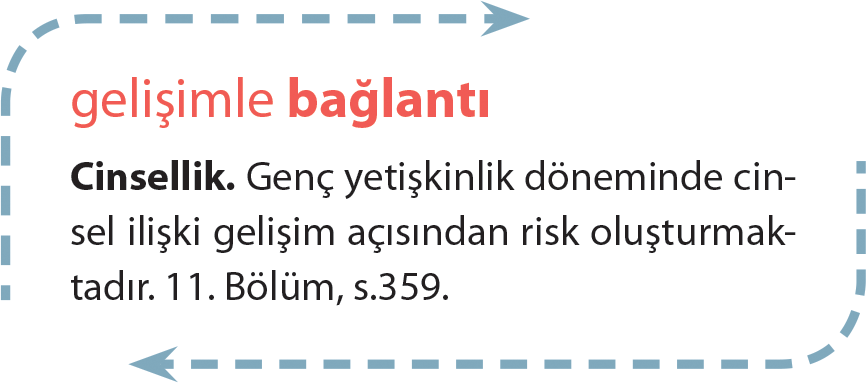 gelişimle bağlantı
Cinsellik. Genç yetişkinlik döneminde cin-
sel ilişki gelişim açısından risk oluşturmak-
tadır. 11. Bölüm, s.359.